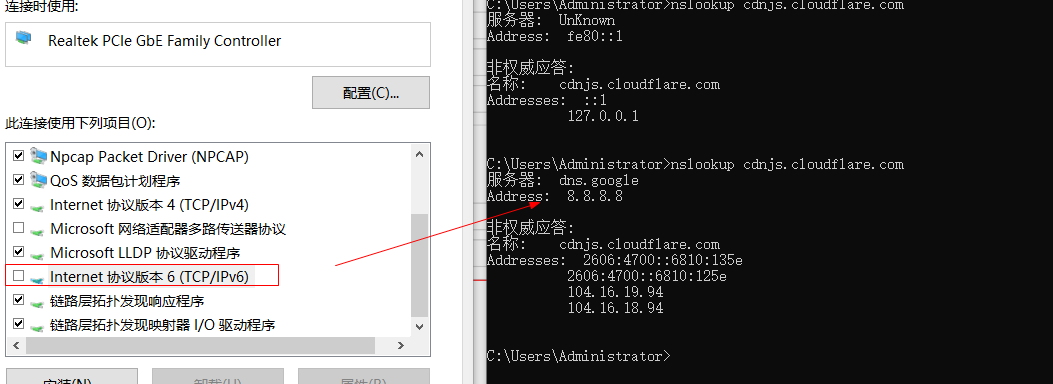 连接时使用:
Realtek PCIe GbE Family Controller
配置(C)...
此连接使用下列项目(O):
Npcap Packet Driver (NPCAP)
QoS 数据包计划程序
Internet 协议版本 4 (TCP/IPv4)
Microsoft 网络适配器多路传送器协议
Microsoft LLDP 协议驱动程序
Internet 协议版本 6 (TCP/IPv6)
链路层拓扑发现响应程序
链路层拓扑发现映射器 I/O 驱动程序
安装(N)...
卸载(U)
属性(R)
C:\Users\Administrator>nslookup cdnjs.cloudflare.com
服务器:  UnKnown
Address:  fe80::1
非权威应答:
名称:    cdnjs.cloudflare.com
Addresses:  ::1
127.0.0.1
C:\Users\Administrator>nslookup cdnjs.cloudflare.com
服务器:  dns.google
Address:  8.8.8.8
非权威应答:
名称:    cdnjs.cloudflare.com
Addresses:  2606:4700::6810:135e
2606:4700::6810:125e
104.16.19.94
104.16.18.94
C:\Users\Administrator>